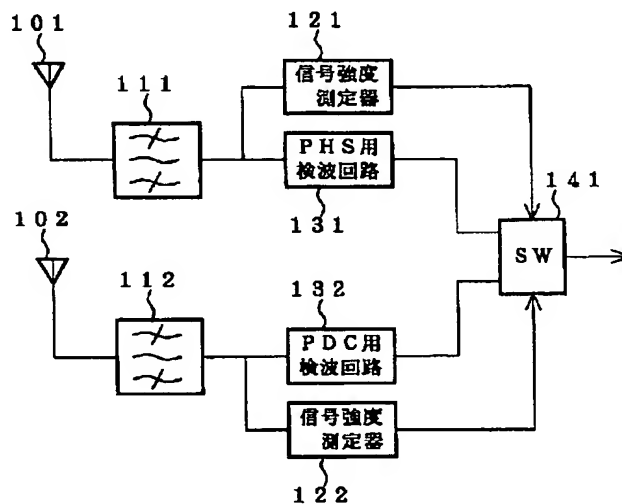 101
121
信号強度
測定器
111
PHS用
検波回路
131
141
SW
102
112
132
PDC用
検波回路
信号強度
測定器
122